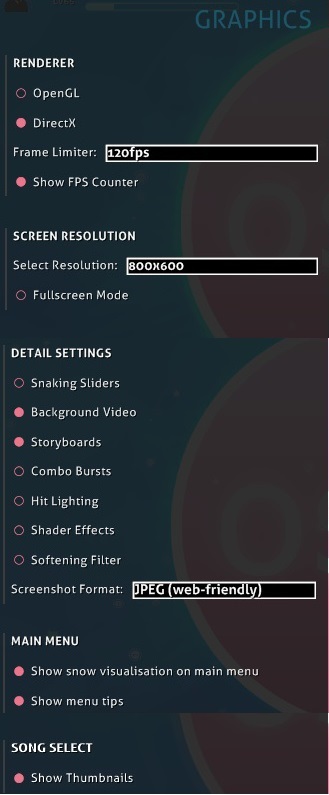 GRAPHICS
RENDERER
OpenGL
DirectX
Frame Limiter: 120fps
Show FPS Counter
SCREEN RESOLUTION
Select Resolution: 800x600
Fullscreen Mode
DETAIL SETTINGS
Snaking Sliders
Background Video
Storyboards
Combo Bursts
Hit Lighting
Shader Effects
Softening Filter
Screenshot Format: JPEG (web-friendly)
MAIN MENU
Show snow visualisation on main menu
Show menu tips
SONG SELECT
Show Thumbnails